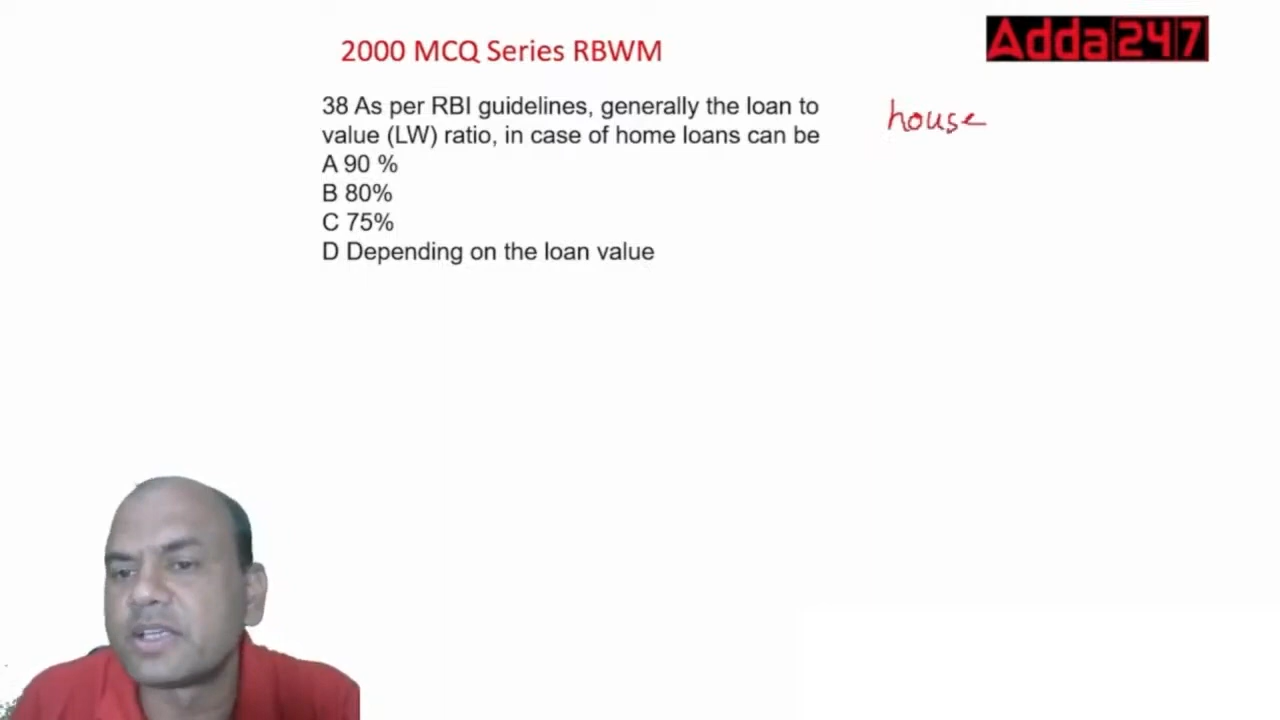 2000 MCQ Series RBWM
Adda247
38 As per RBI guidelines, generally the loan to
value (LW) ratio, in case of home loans can be
A 90 %
B 80%
C 75%
D Depending on the loan value
house